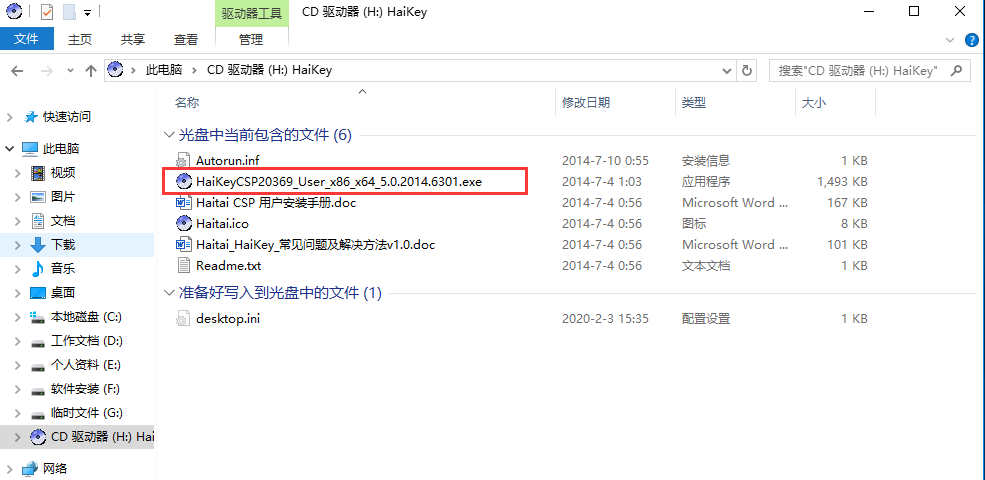 驱动器工具 CD 驱动器 (H:) HaiKey
文件 主页 共享 查看 管理
此电脑 CD 驱动器 (H:) HaiKey 搜索"CD 驱动器 (H:) HaiKey"
名称 修改日期 类型 大小
快速访问
此电脑
视频
图片
文档
下载
音乐
桌面
本地磁盘 (C:)
工作文档 (D:)
个人资料 (E:)
软件安装 (F:)
临时文件 (G:)
CD 驱动器 (H:) Hai
网络
光盘中当前包含的文件 (6)
Autorun.inf 2014-7-10 0:55 安装信息 1 KB
HaiKeyCSP20369_User_x86_x64_5.0.2014.6301.exe 2014-7-4 1:03 应用程序 1,493 KB
Haitai CSP 用户安装手册.doc 2014-7-4 0:56 Microsoft Word ... 167 KB
Haitai.ico 2014-7-4 0:56 图标 8 KB
Haitai_HaiKey_常见问题及解决方法v1.0.doc 2014-7-4 0:56 Microsoft Word ... 101 KB
Readme.txt 2014-7-4 0:56 文本文档 1 KB
准备好写入到光盘中的文件 (1)
desktop.ini 2020-2-3 15:35 配置设置 1 KB